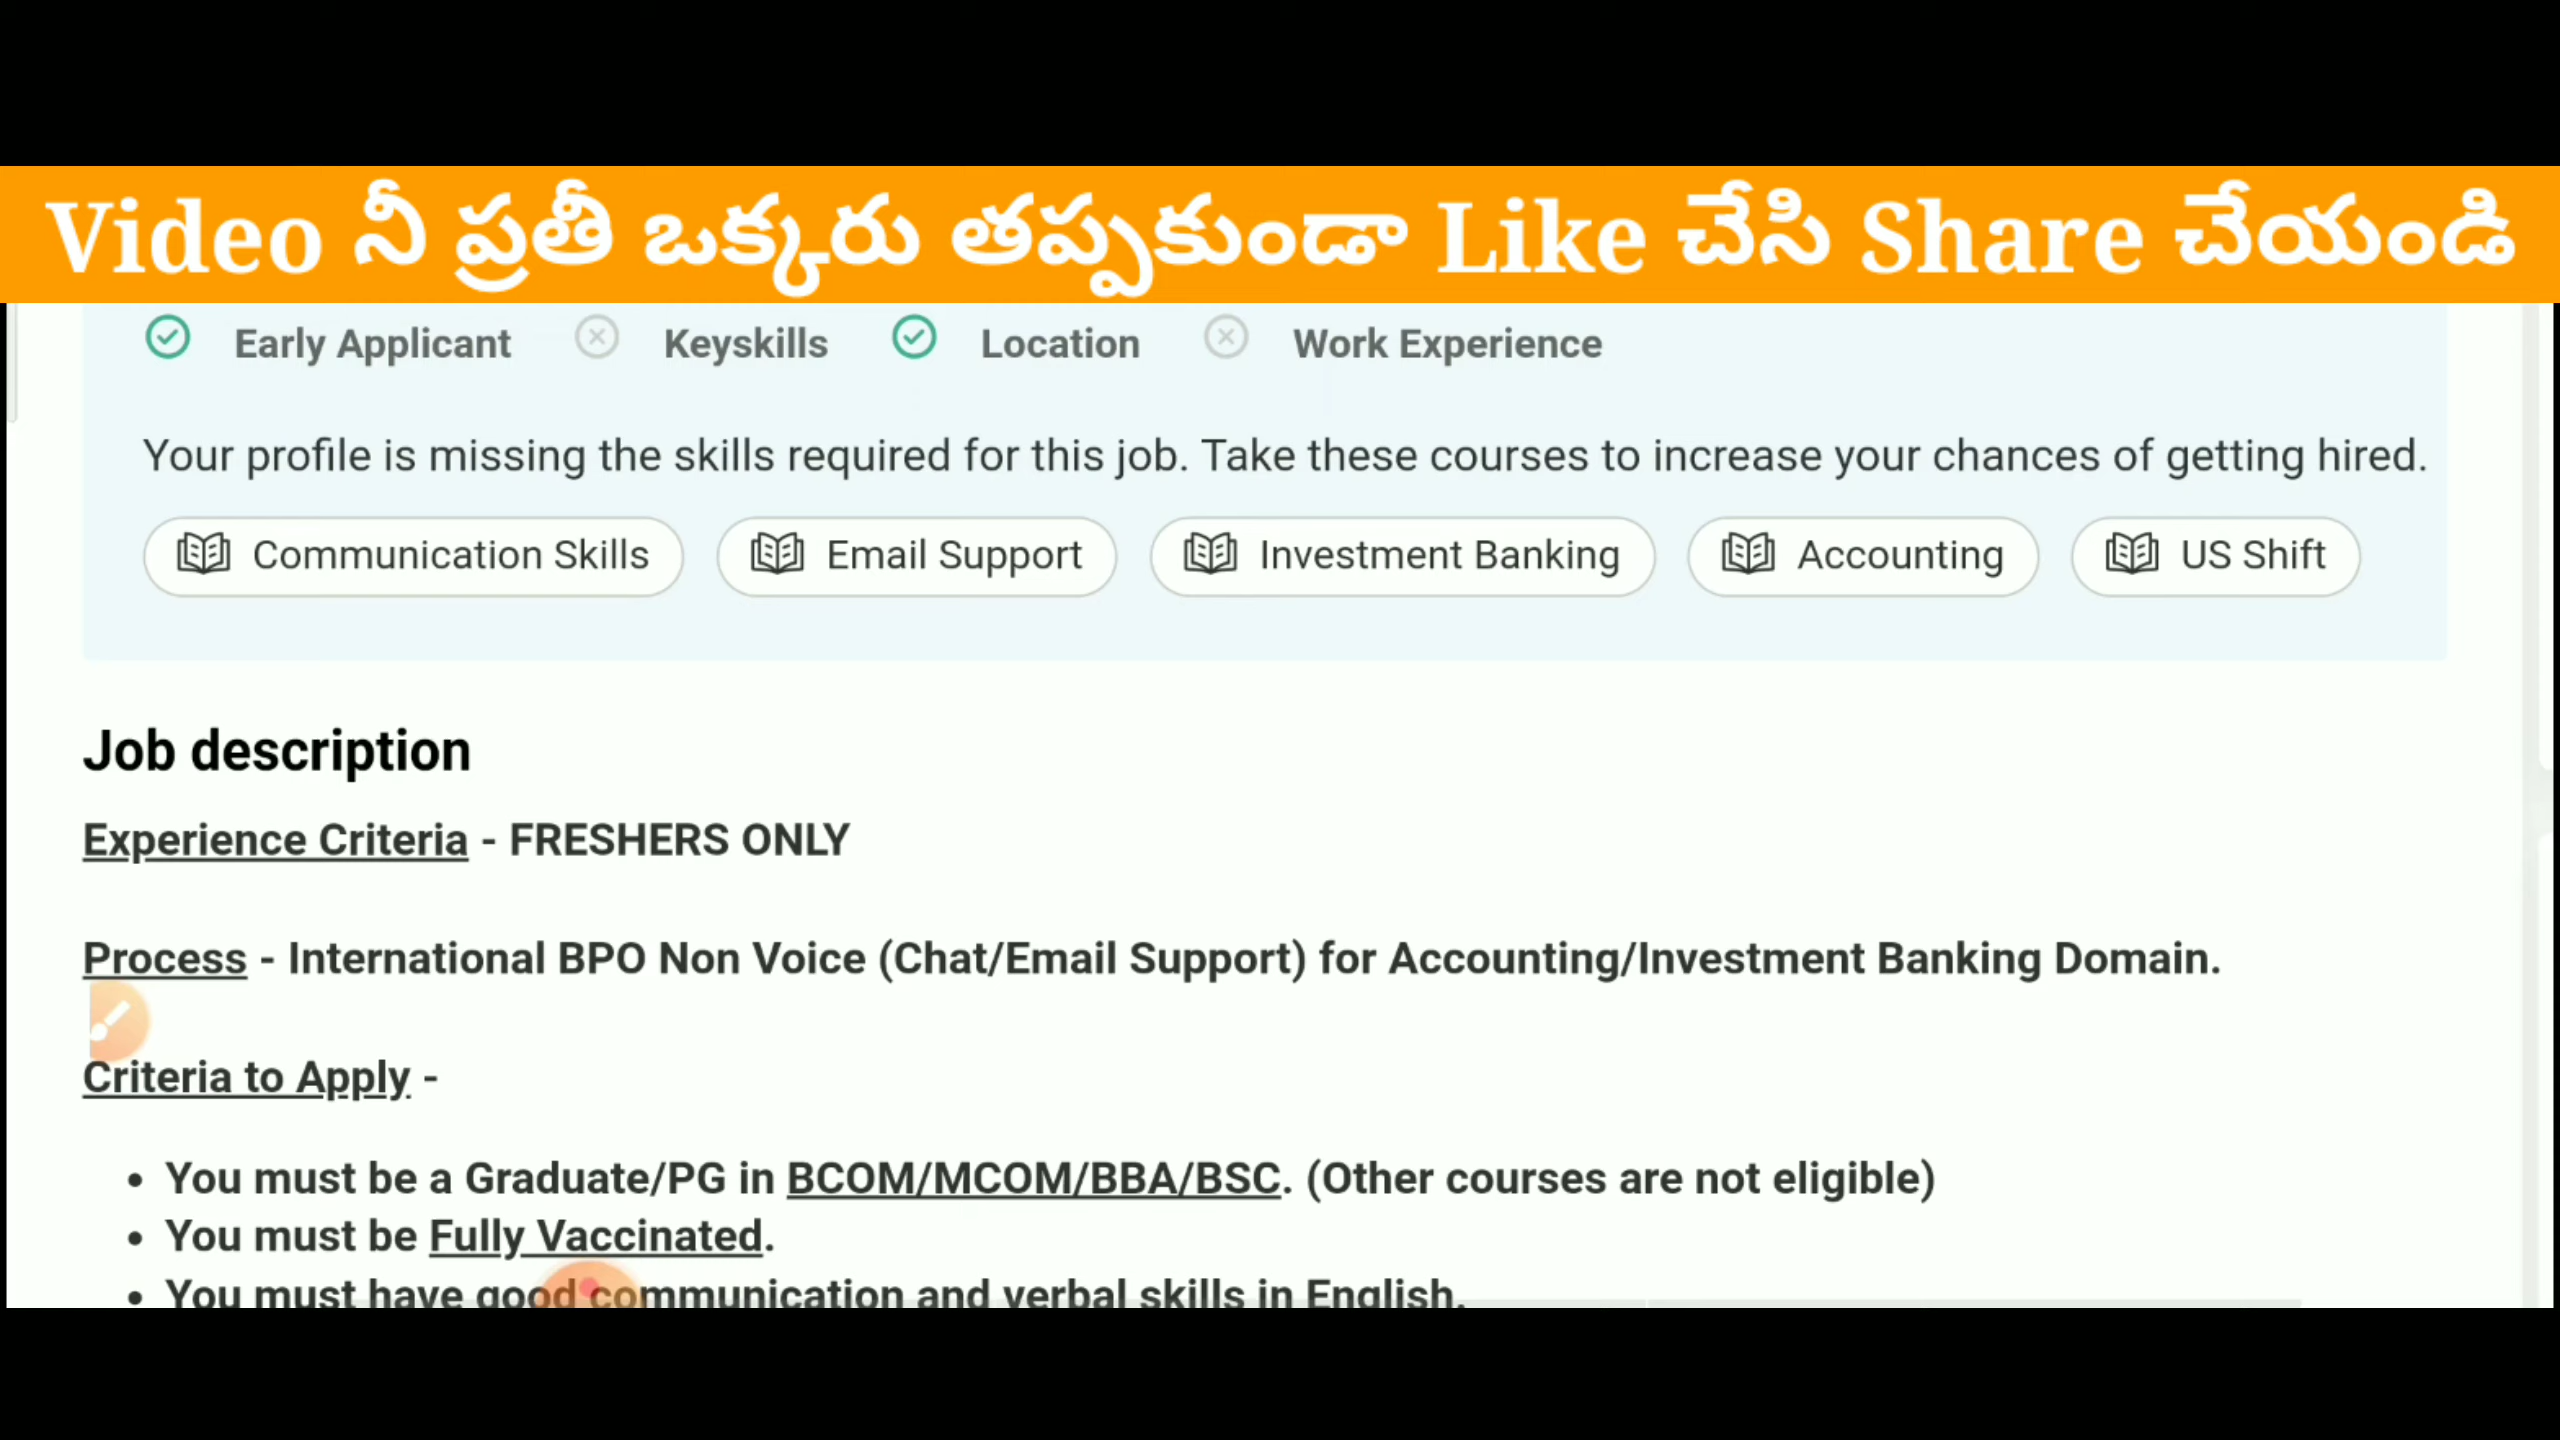 Video నీ ప్రతీ ఒక్కరు తప్పకుండా Like చేసి Share చేయండి
Early Applicant Keyskills Location Work Experience
Your profile is missing the skills required for this job. Take these courses to increase your chances of getting hired.
Communication Skills Email Support Investment Banking Accounting US Shift
Job description
Experience Criteria - FRESHERS ONLY
Process - International BPO Non Voice (Chat/Email Support) for Accounting/Investment Banking Domain.
Criteria to Apply -
• You must be a Graduate/PG in BCOM/MCOM/BBA/BSC. (Other courses are not eligible)
• You must be Fully Vaccinated.
• You must have good communication and verbal skills in English.